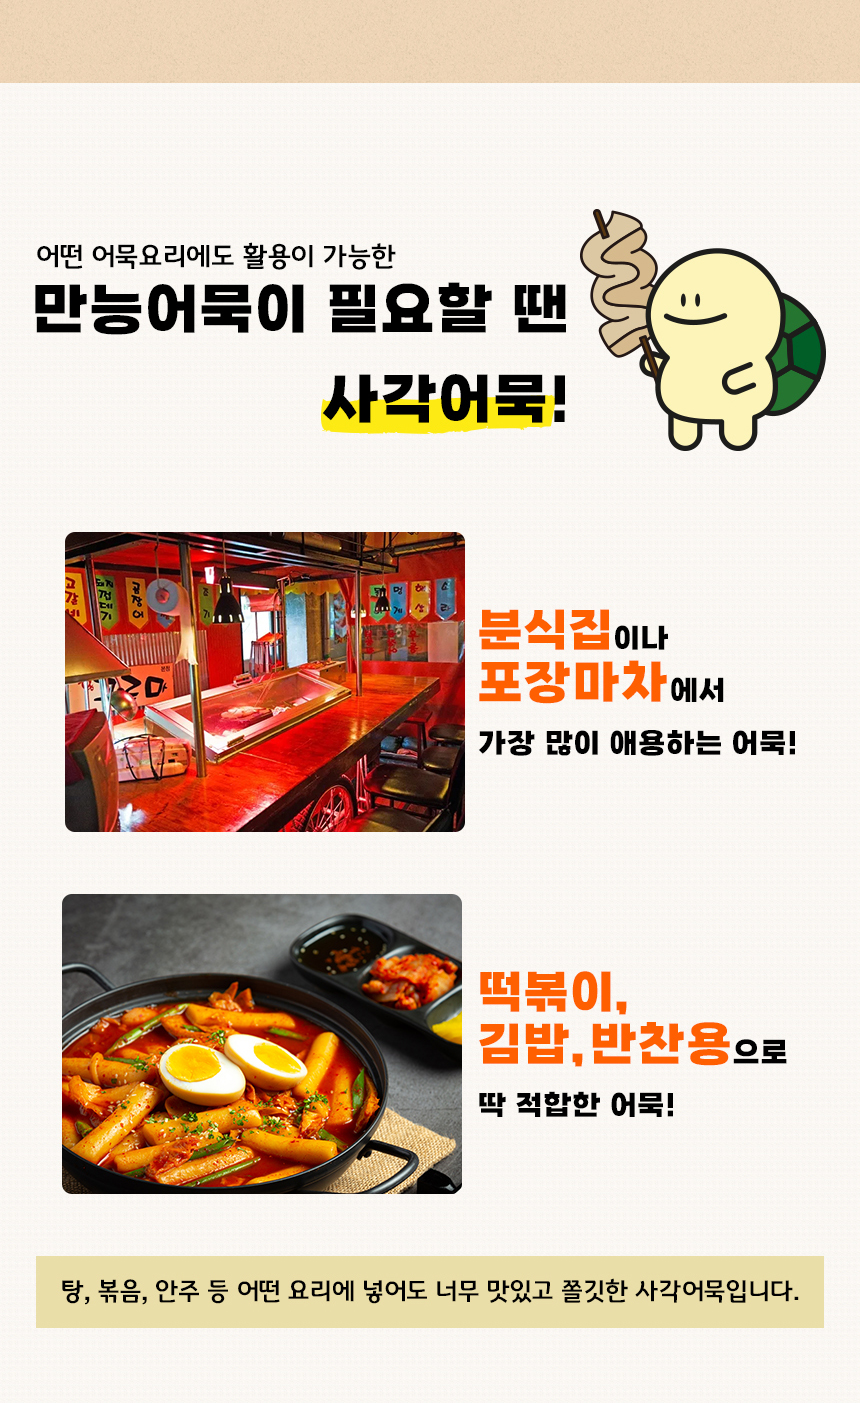 어떤 어묵요리에도 활용이 가능한
만능어묵이 필요할 땐
사각어묵!
분식집이나
포장마차에서
가장 많이 애용하는 어묵!
떡볶이,
김밥, 반찬용으로
딱 적합한 어묵!
탕, 볶음, 안주 등 어떤 요리에 넣어도 너무 맛있고 쫄깃한 사각어묵입니다.